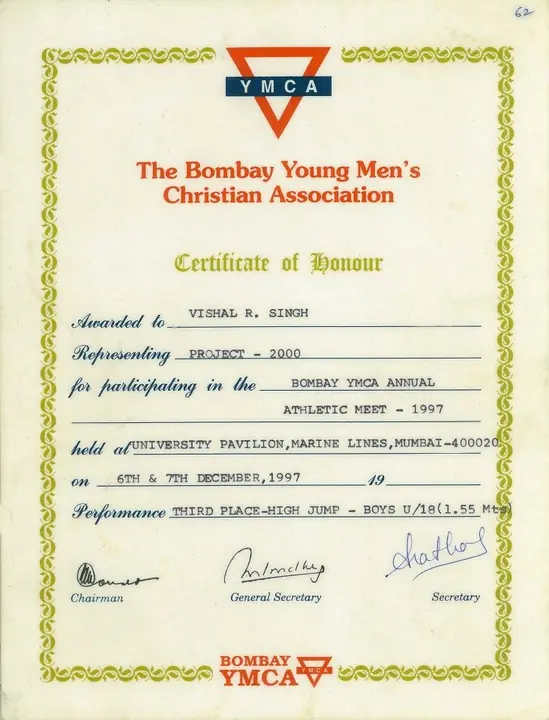 62
YMCA
The Bombay Young Men's
Christian Association
Certificate of Honour
Awarded to VISHAL R. SINGH
Representing PROJECT - 2000
for participating in the BOMBAY YMCA ANNUAL
ATHLETIC MEET - 1997
held at UNIVERSITY PAVILION,MARINE LINES,MUMBAI-400020
on 6TH & 7TH DECEMBER,1997 19
Performance THIRD PLACE-HIGH JUMP - BOYS U/18(1.55 Mts)
Chairman General Secretary Secretary
BOMBAY
YMCA YMCA